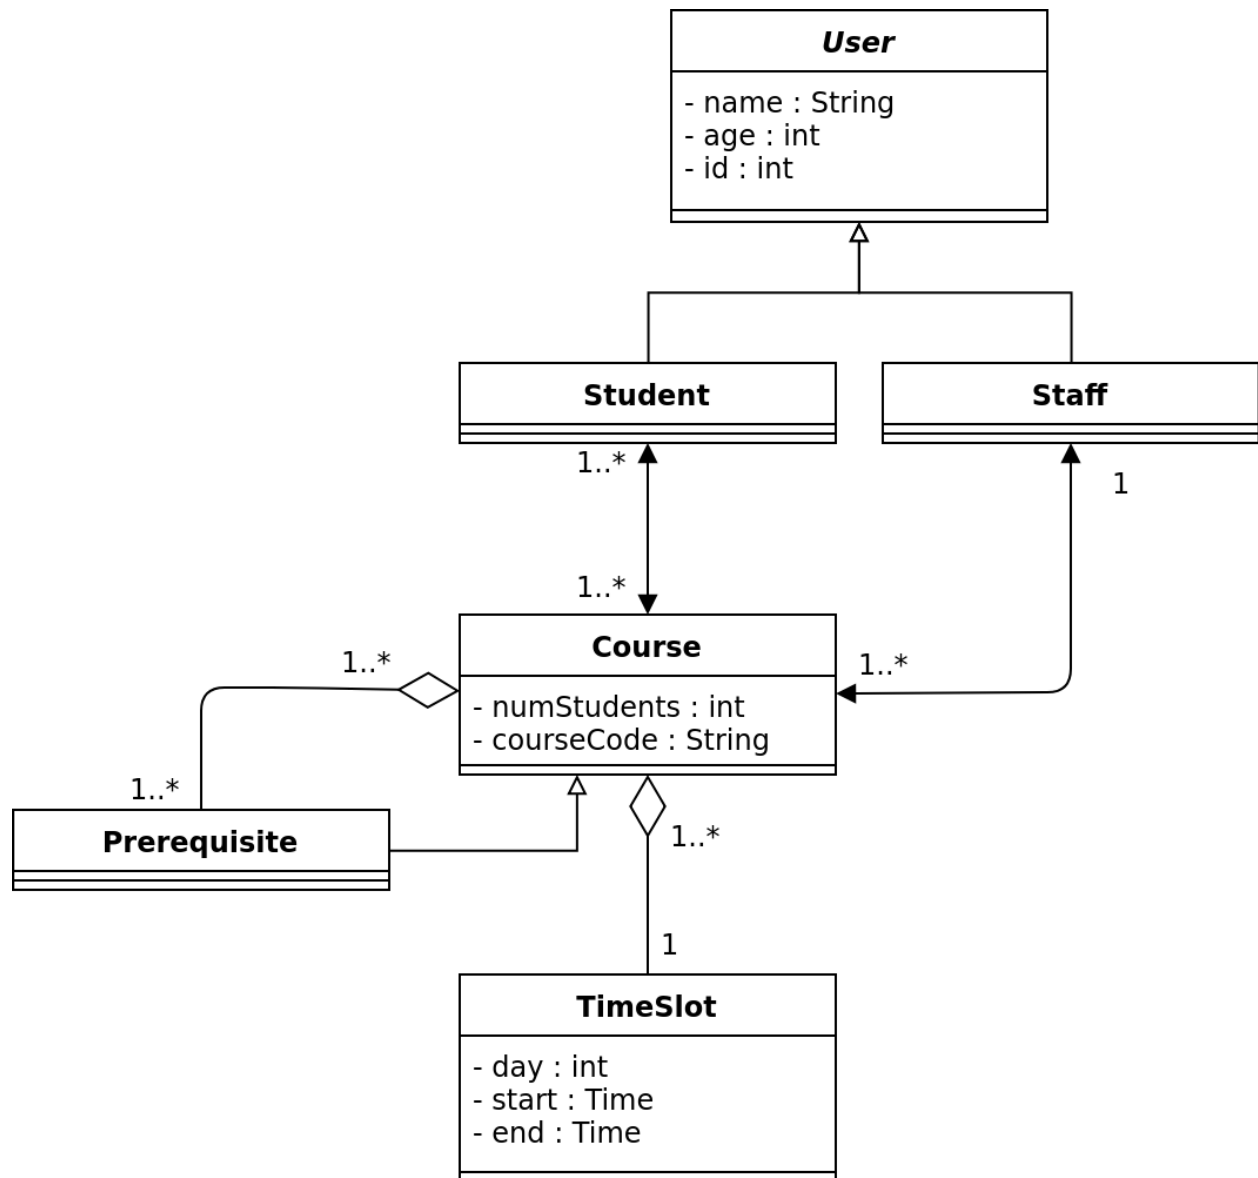 User
- name : String
- age : int
- id : int
Student
Staff
1..*
1
1..*
Course
1..*
1..*
- numStudents : int
- courseCode : String
1..*
Prerequisite
1..*
1
TimeSlot
- day : int
- start : Time
- end : Time